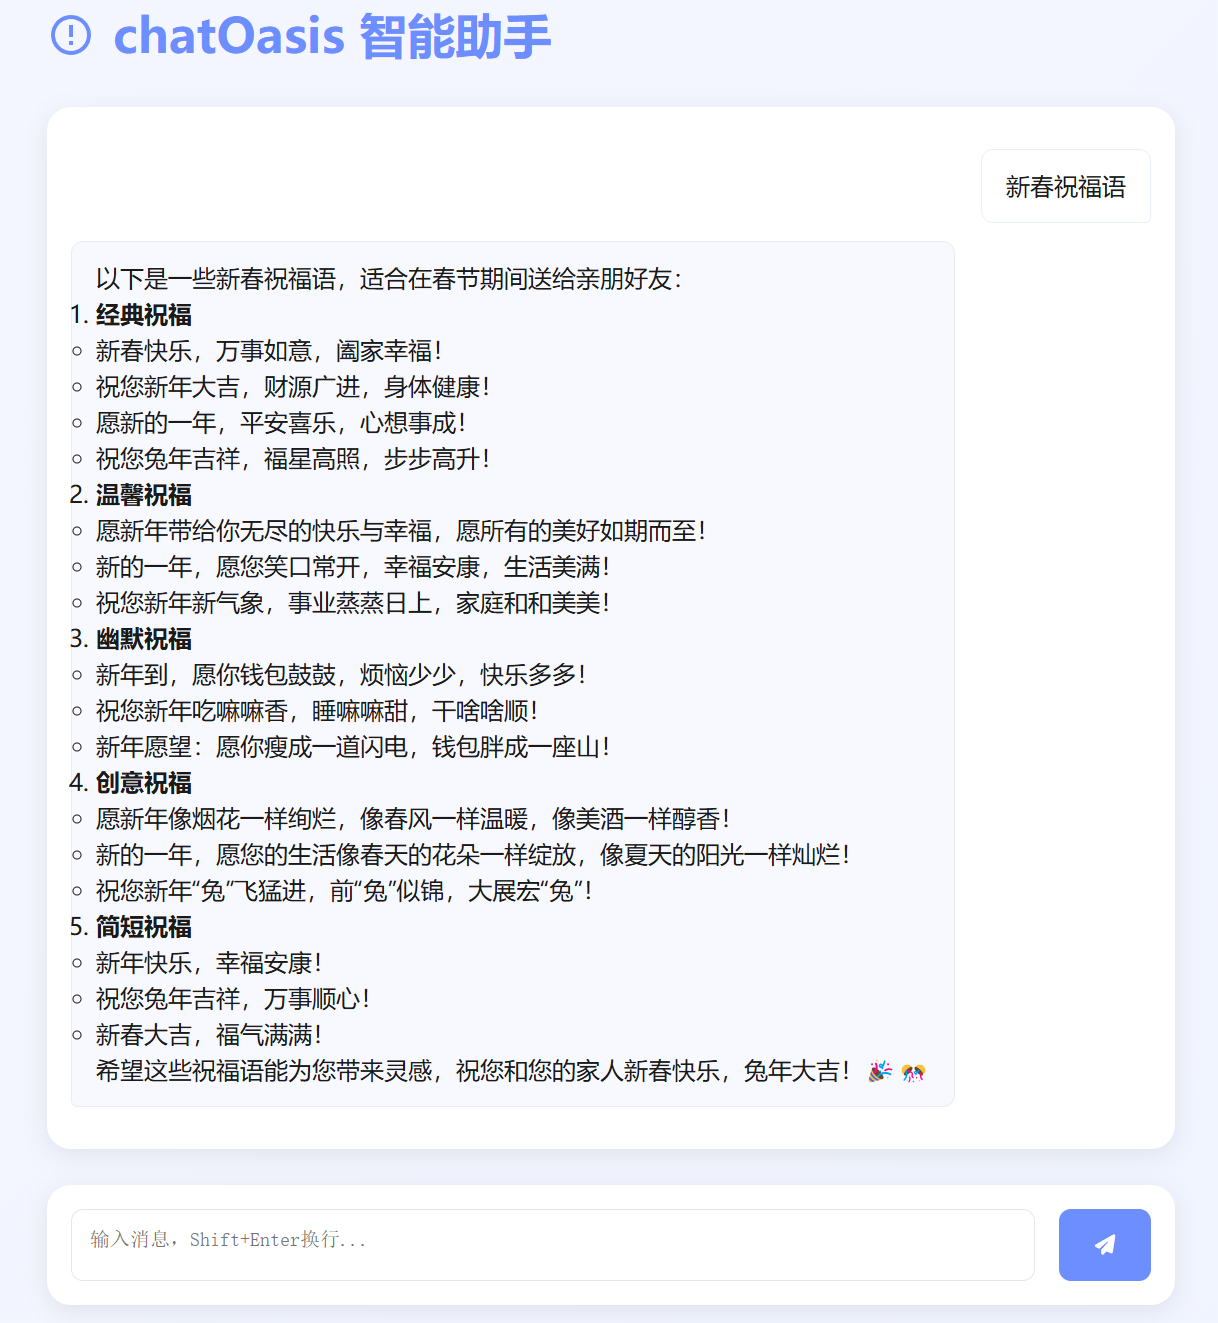 chatOasis 智能助手
新春祝福语
以下是一些新春祝福语，适合在春节期间送给亲朋好友：
1. 经典祝福
新春快乐，万事如意，阖家幸福！
祝您新年大吉，财源广进，身体健康！
愿新的一年，平安喜乐，心想事成！
祝您兔年吉祥，福星高照，步步高升！
2. 温馨祝福
愿新年带给你无尽的快乐与幸福，愿所有的美好如期而至！
新的一年，愿您笑口常开，幸福安康，生活美满！
祝您新年新气象，事业蒸蒸日上，家庭和和美美！
3. 幽默祝福
新年到，愿你钱包鼓鼓，烦恼少少，快乐多多！
祝您新年吃嘛嘛香，睡嘛嘛甜，干啥啥顺！
新年愿望：愿你瘦成一道闪电，钱包胖成一座山！
4. 创意祝福
愿新年像烟花一样绚烂，像春风一样温暖，像美酒一样醇香！
新的一年，愿您的生活像春天的花朵一样绽放，像夏天的阳光一样灿烂！
祝您新年“兔”飞猛进，前“兔”似锦，大展宏“兔”！
5. 简短祝福
新年快乐，幸福安康！
祝您兔年吉祥，万事顺心！
新春大吉，福气满满！
希望这些祝福语能为您带来灵感，祝您和您的家人新春快乐，兔年大吉！🎉 🎊
输入消息，Shift+Enter换行...